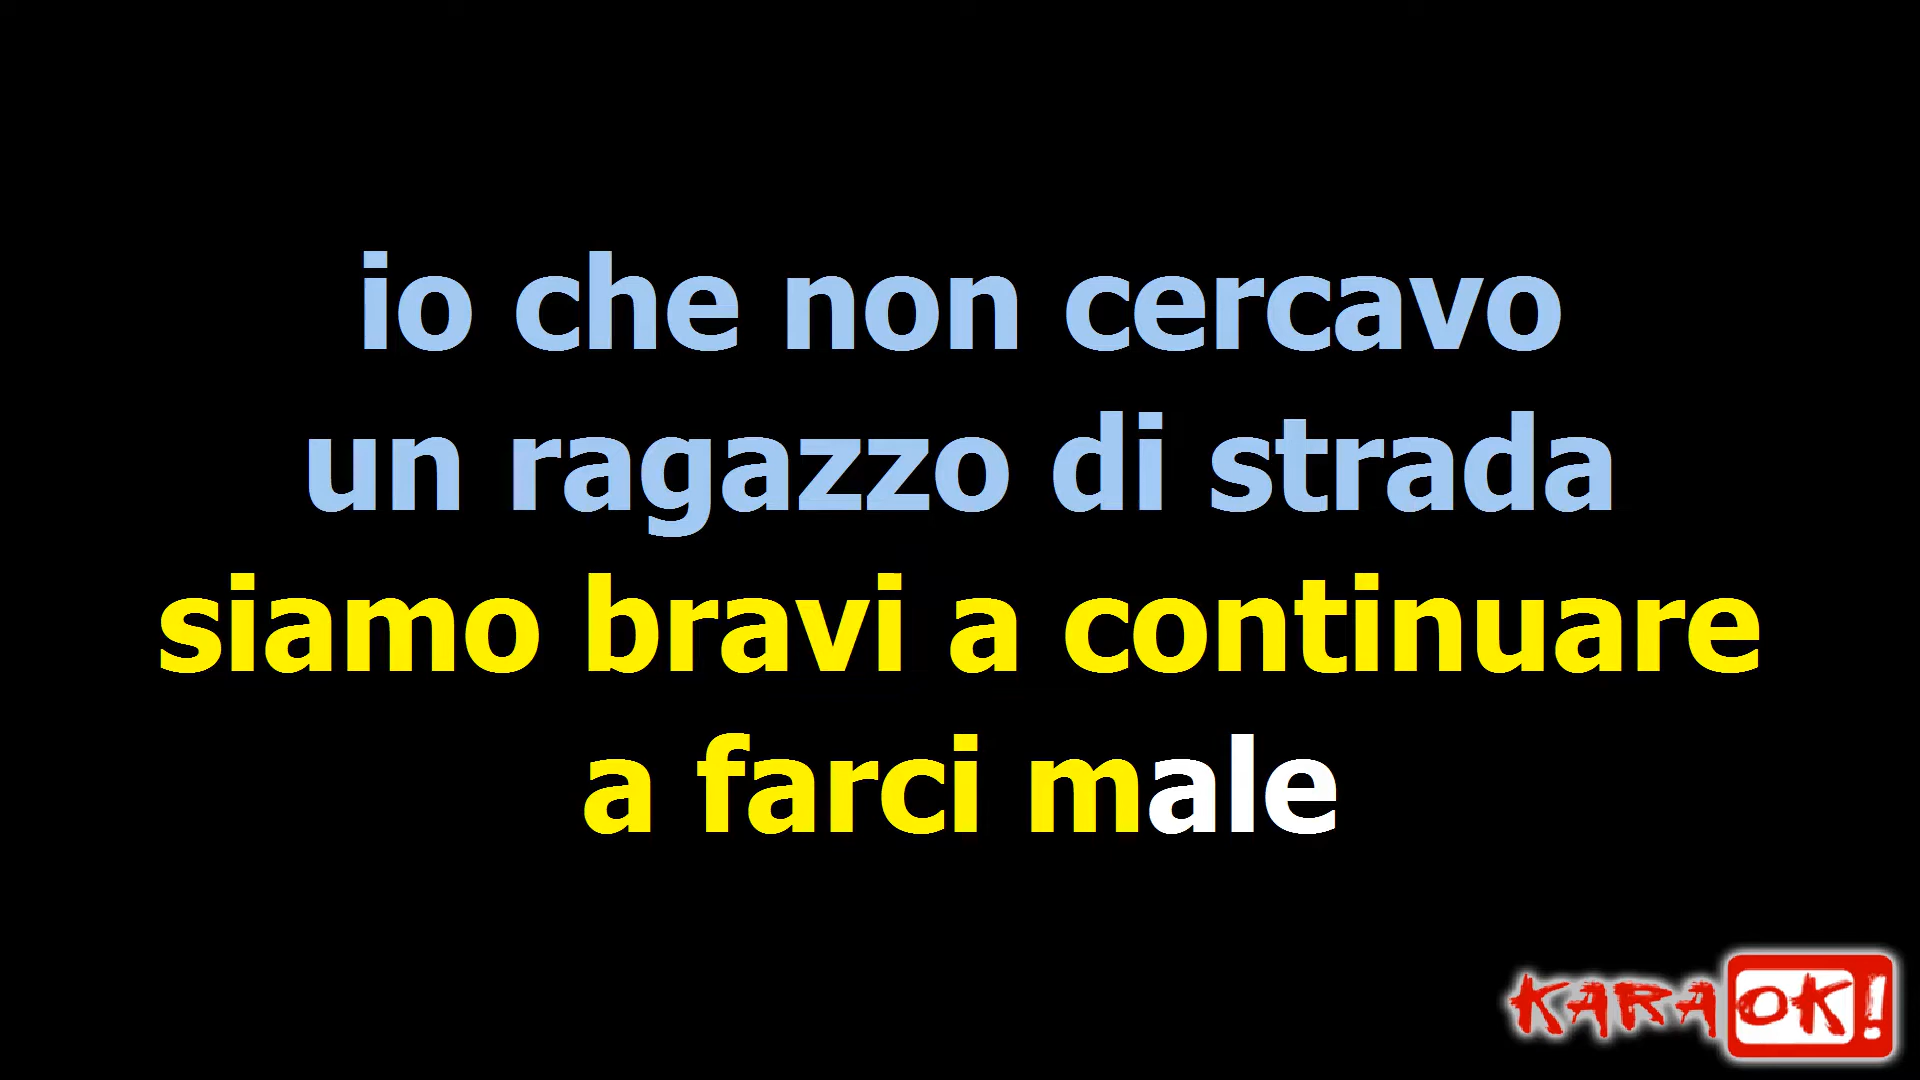 io che non cercavo
un ragazzo di strada
siamo bravi a continuare
a farci male
KARAOK!